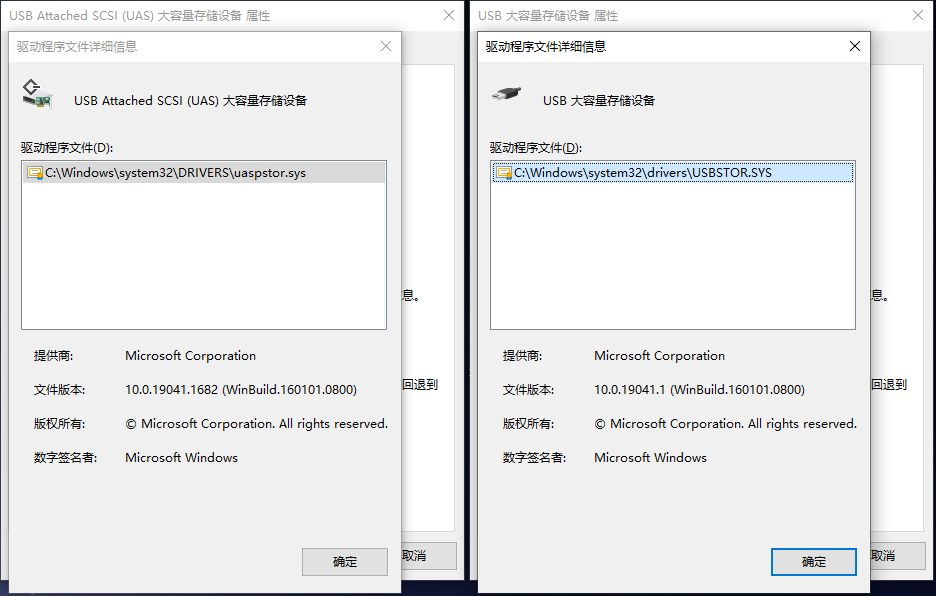 USB Attached SCSI (UAS) 大容量存储设备 属性
驱动程序文件详细信息
USB Attached SCSI (UAS) 大容量存储设备
驱动程序文件(D):
C:\Windows\system32\DRIVERS\uaspstor.sys
息。
提供商: Microsoft Corporation
文件版本: 10.0.19041.1682 (WinBuild.160101.0800)
回退到
版权所有: © Microsoft Corporation. All rights reserved.
数字签名者: Microsoft Windows
确定
取消
USB 大容量存储设备 属性
驱动程序文件详细信息
USB 大容量存储设备
驱动程序文件(D):
C:\Windows\system32\drivers\USBSTOR.SYS
息。
提供商: Microsoft Corporation
文件版本: 10.0.19041.1 (WinBuild.160101.0800)
回退到
版权所有: © Microsoft Corporation. All rights reserved.
数字签名者: Microsoft Windows
确定
取消